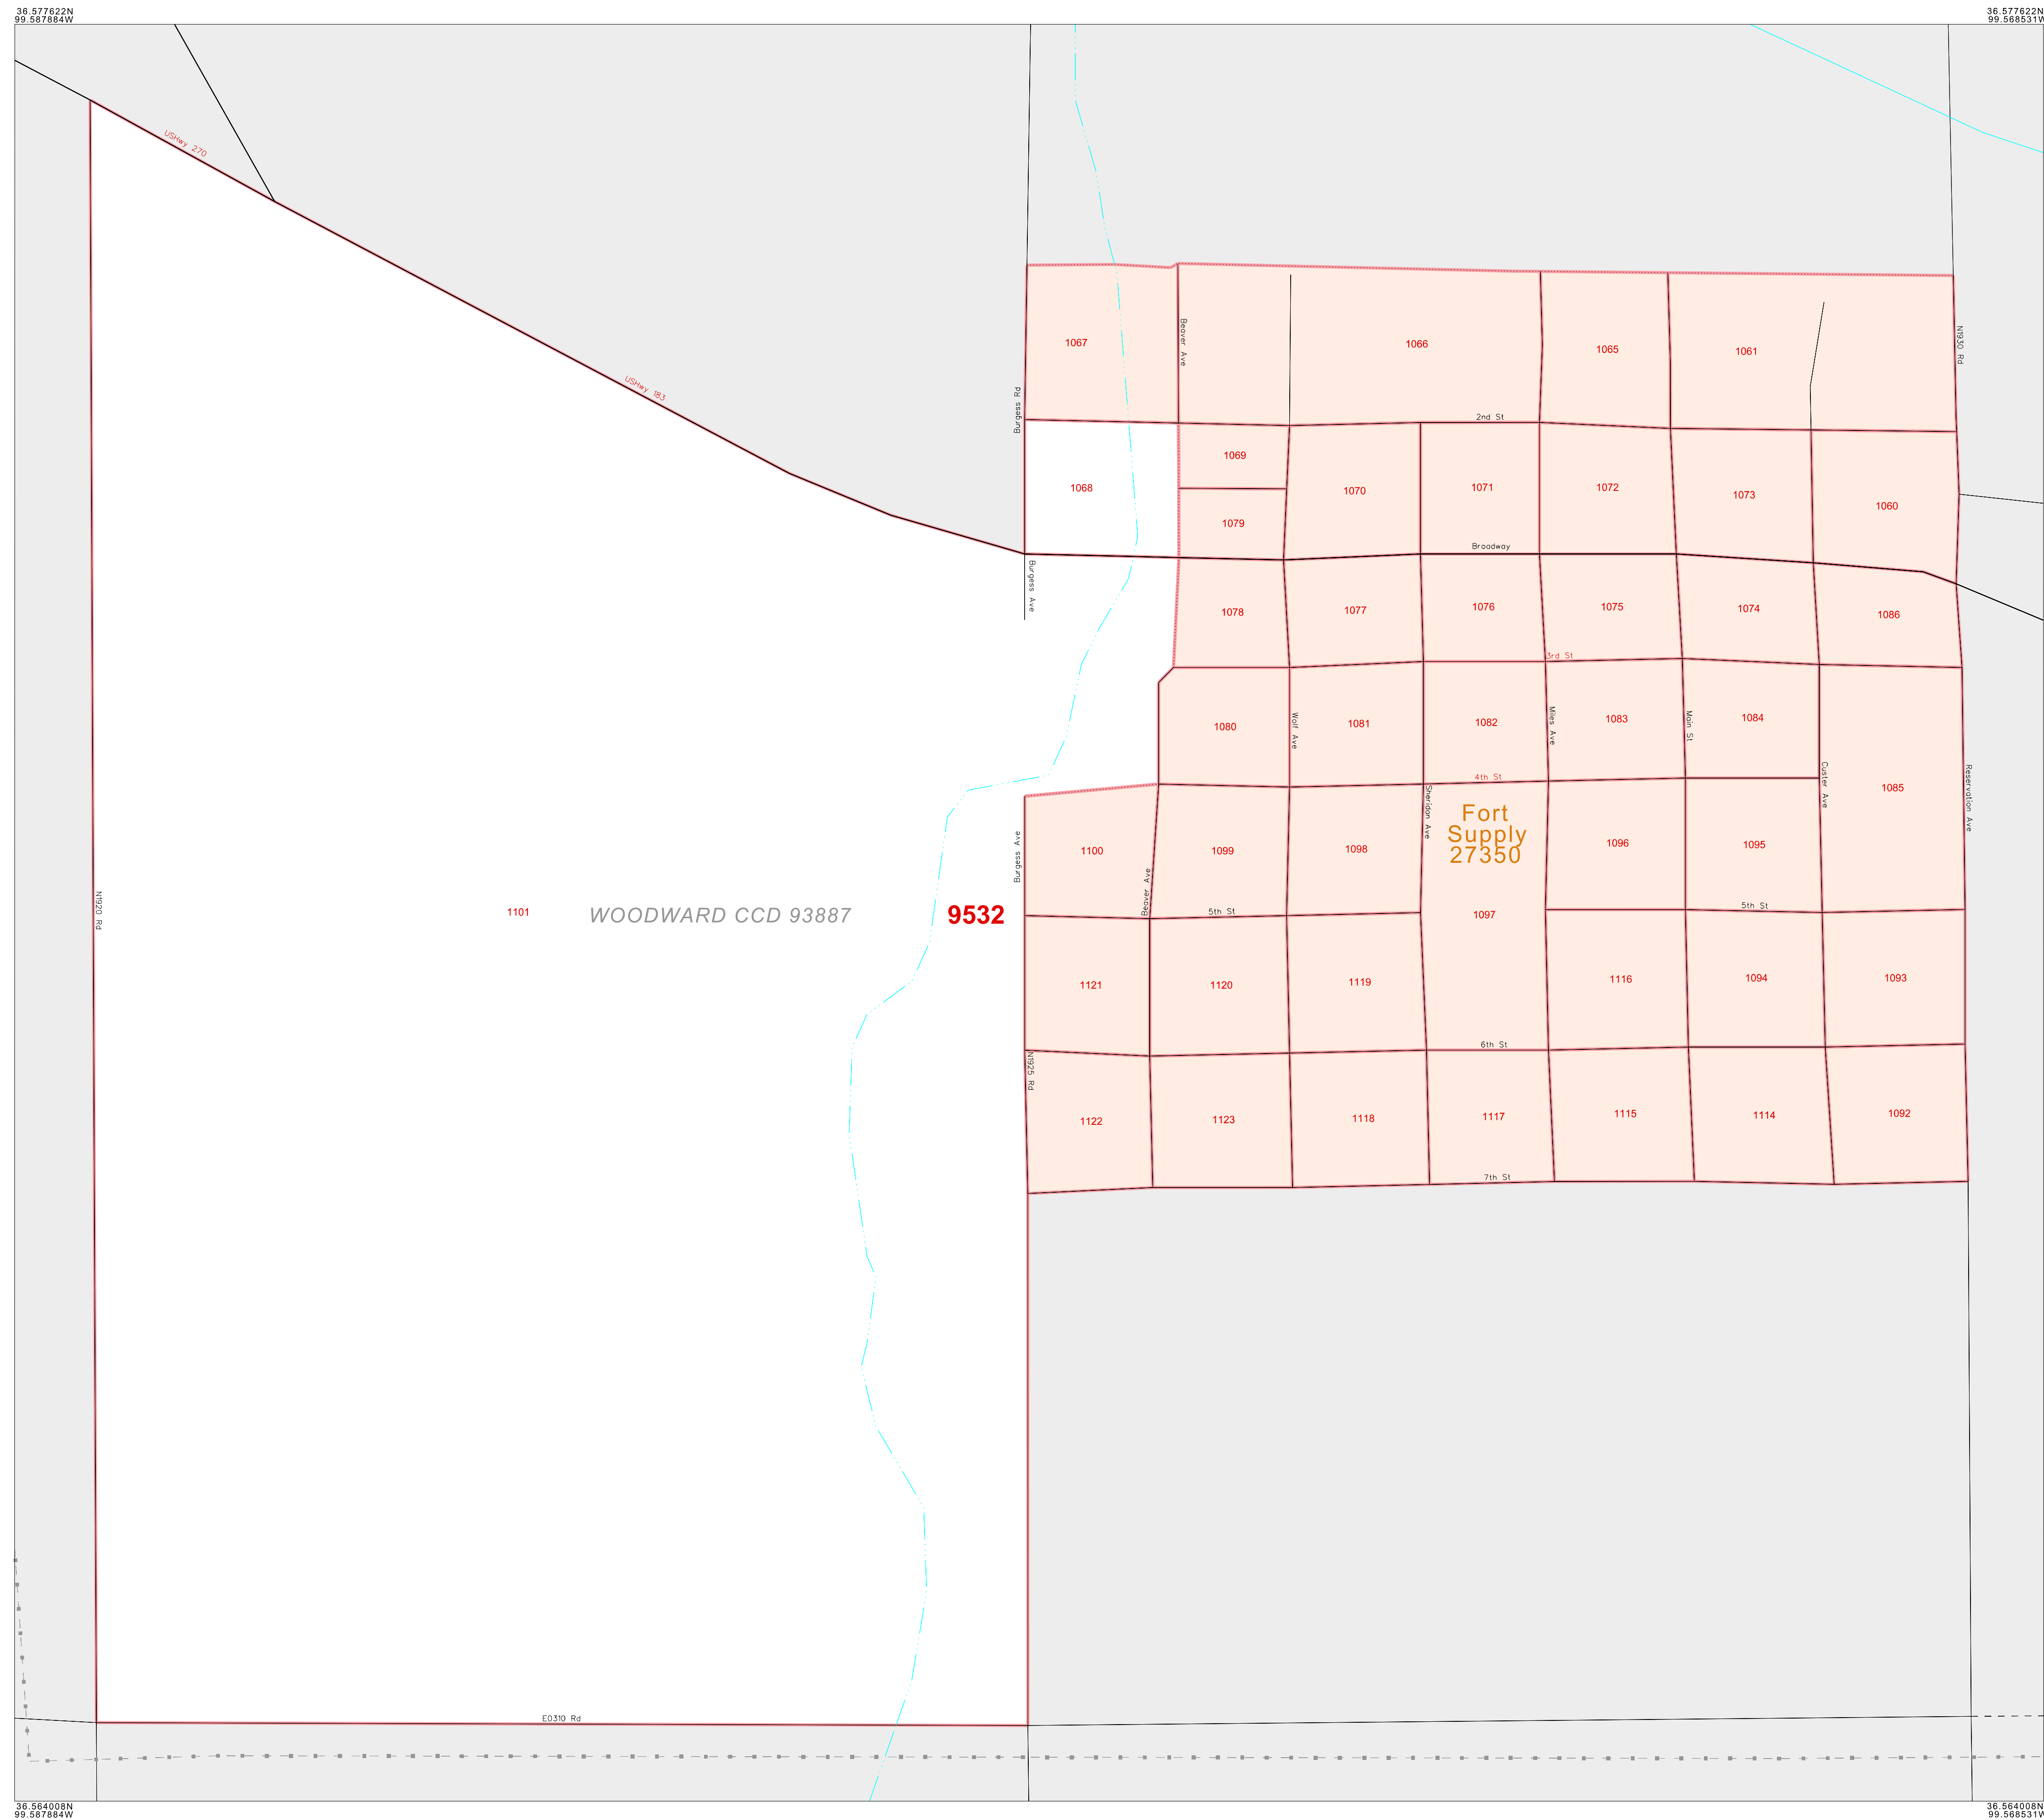 36.577622N
99.587884W
36.577622N
99.568531W
USHwy 270
USHwy 183
Burgess Rd
Beaver Ave
N1930 Rd
1067
1066
1065
1061
2nd St
1068
1069
1070
1071
1072
1073
1060
1079
Broadway
Burgess Ave
1078
1077
1076
1075
1074
1086
3rd St
1080
Wolf Ave
1081
1082
Miles Ave
1083
Main St
1084
Custer Ave
1085
Reservation Ave
4th St
Sheridan Ave
Fort
Supply
27350
Burgess Ave
1100
Beaver Ave
1099
1098
1096
1095
N1920 Rd
1101
WOODWARD CCD 93887
9532
5th St
1097
5th St
1121
1120
1119
1116
1094
1093
6th St
N1925 Rd
1122
1123
1118
1117
1115
1114
1092
7th St
E0310 Rd
36.564008N
99.587884W
36.564008N
99.568531W